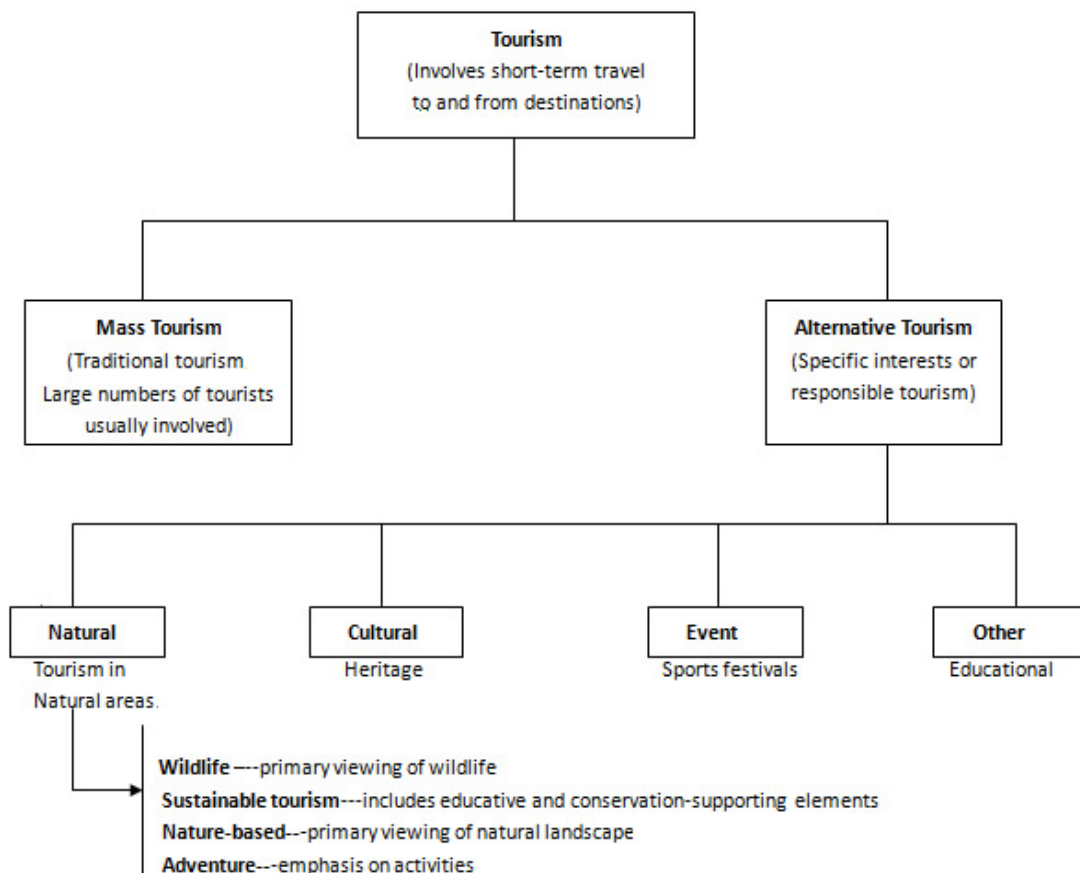 Tourism
(Involves short-term travel
to and from destinations)
Mass Tourism
(Traditional tourism
Large numbers of tourists
usually involved)
Alternative Tourism
(Specific interests or
responsible tourism)
Natural
Tourism in
Natural areas.
Cultural
Heritage
Event
Sports festivals
Other
Educational
Wildlife—--primary viewing of wildlife
Sustainable tourism---includes educative and conservation-supporting elements
Nature-based---primary viewing of natural landscape
Adventure---emphasis on activities